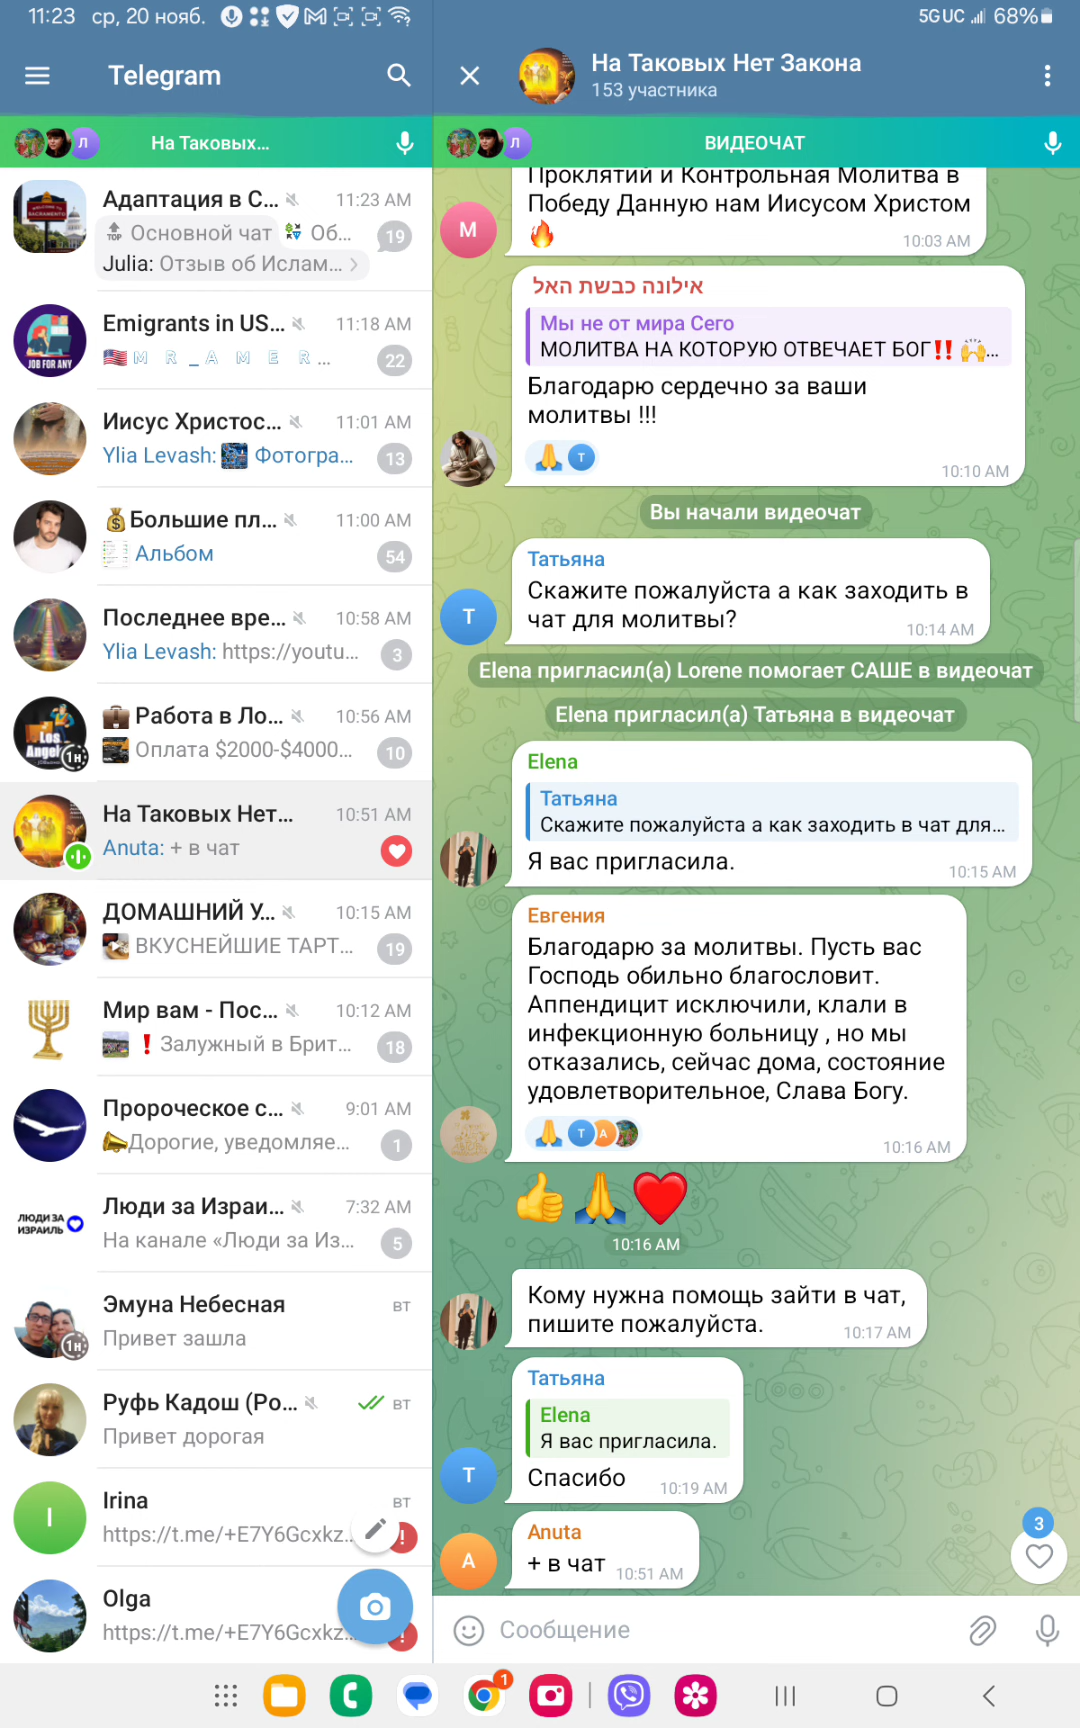 11:23 ср, 20 нояб.
5G UC 68%
Telegram
На Таковых Нет Закона
153 участника
Л На Таковых…
Л ВИДЕОЧАТ
Адаптация в С… 11:23 AM
TOP Основной чат Об… 19
Julia: Отзыв об Ислам…
JOB FOR ANY
Emigrants in US… 11:18 AM
M R _ A M E R … 22
Иисус Христос… 11:01 AM
Ylia Levash: Фотогра… 13
💰Большие пл… 11:00 AM
Альбом 54
Последнее вре… 10:58 AM
Ylia Levash: https://youtu… 3
Los Angel 1н
💼Работа в Ло… 10:56 AM
Оплата $2000-$4000… 10
На Таковых Нет… 10:51 AM
Anuta: + в чат
ДОМАШНИЙ У… 10:15 AM
ВКУСНЕЙШИЕ ТАРТ… 19
Мир вам - Пос… 10:12 AM
❗Залужный в Брит… 18
Пророческое с… 9:01 AM
📣Дорогие, уведомляе… 1
ЛЮДИ ЗА
ИЗРАИЛЬ
Люди за Израи… 7:32 AM
На канале «Люди за Из… 5
Эмуна Небесная вт
1н Привет зашла
Руфь Кадош (Ро… вт
Привет дорогая
I Irina вт
https://t.me/+E7Y6Gcxkz… !
Olga
https://t.me/+E7Y6Gcxkz… !
Проклятий и Контрольная Молитва в
Победу Данную нам Иисусом Христом
🔥 10:03 AM
М
אילונה כבשת האל
Мы не от мира Сего
МОЛИТВА НА КОТОРУЮ ОТВЕЧАЕТ БОГ‼️ 🙌…
Благодарю сердечно за ваши
молитвы !!!
🙏 Т 10:10 AM
Вы начали видеочат
Татьяна
Скажите пожалуйста а как заходить в
чат для молитвы? 10:14 AM
Т
Elena пригласил(а) Lorene помогает САШЕ в видеочат
Elena пригласил(а) Татьяна в видеочат
Elena
Татьяна
Скажите пожалуйста а как заходить в чат для…
Я вас пригласила. 10:15 AM
Евгения
Благодарю за молитвы. Пусть вас
Господь обильно благословит.
Аппендицит исключили, клали в
инфекционную больницу , но мы
отказались, сейчас дома, состояние
удовлетворительное, Слава Богу.
🙏 Т А 10:16 AM
👍🙏❤️
10:16 AM
Кому нужна помощь зайти в чат,
пишите пожалуйста. 10:17 AM
Татьяна
Elena
Я вас пригласила.
Спасибо 10:19 AM
Т
Anuta
+ в чат 10:51 AM
А
3
Сообщение
1